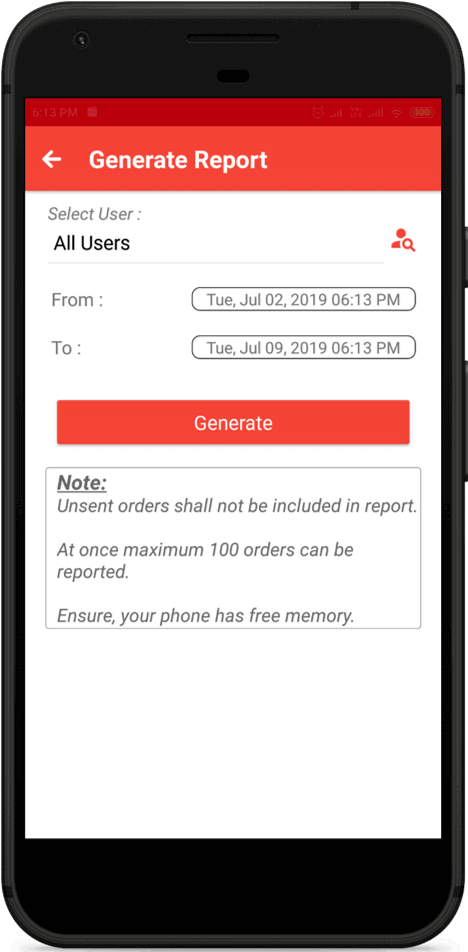 6:13 PM 100
Generate Report
Select User :
All Users
From : Tue, Jul 02, 2019 06:13 PM
To : Tue, Jul 09, 2019 06:13 PM
Generate
Note:
Unsent orders shall not be included in report.
At once maximum 100 orders can be
reported.
Ensure, your phone has free memory.